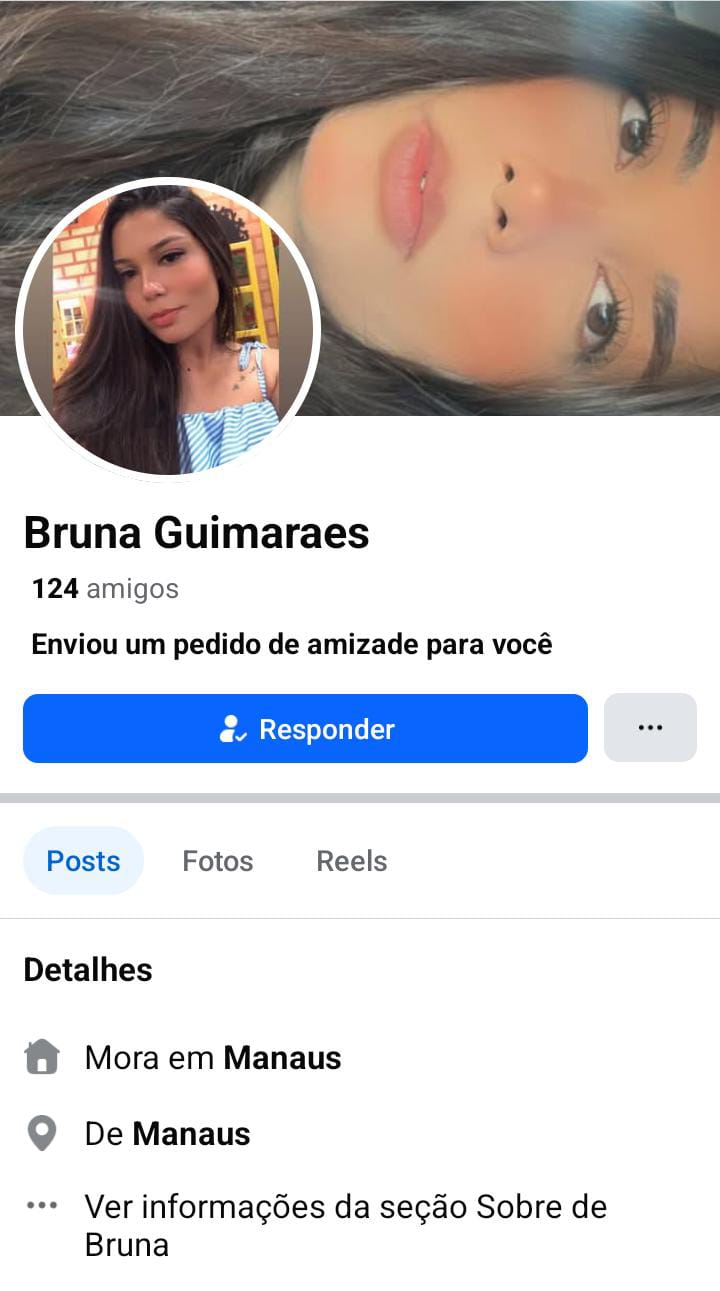 Bruna Guimaraes
124 amigos
Enviou um pedido de amizade para você
Responder
Posts Fotos Reels
Detalhes
Mora em Manaus
De Manaus
Ver informações da seção Sobre de
Bruna